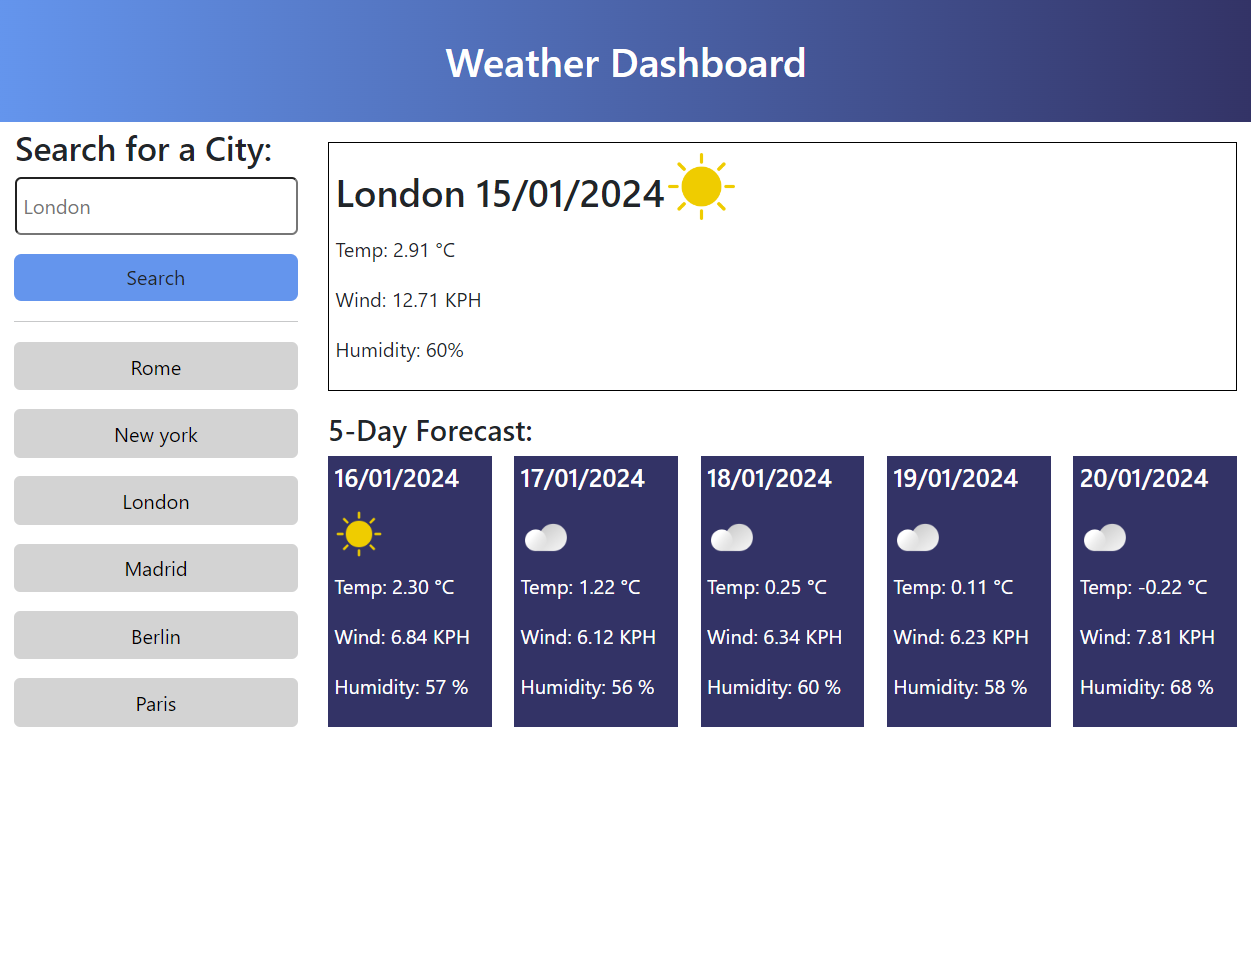 Weather Dashboard
Search for a City:
London
Search
Rome
New york
London
Madrid
Berlin
Paris
London 15/01/2024
Temp: 2.91 °C
Wind: 12.71 KPH
Humidity: 60%
5-Day Forecast:
16/01/2024
Temp: 2.30 °C
Wind: 6.84 KPH
Humidity: 57 %
17/01/2024
Temp: 1.22 °C
Wind: 6.12 KPH
Humidity: 56 %
18/01/2024
Temp: 0.25 °C
Wind: 6.34 KPH
Humidity: 60 %
19/01/2024
Temp: 0.11 °C
Wind: 6.23 KPH
Humidity: 58 %
20/01/2024
Temp: -0.22 °C
Wind: 7.81 KPH
Humidity: 68 %